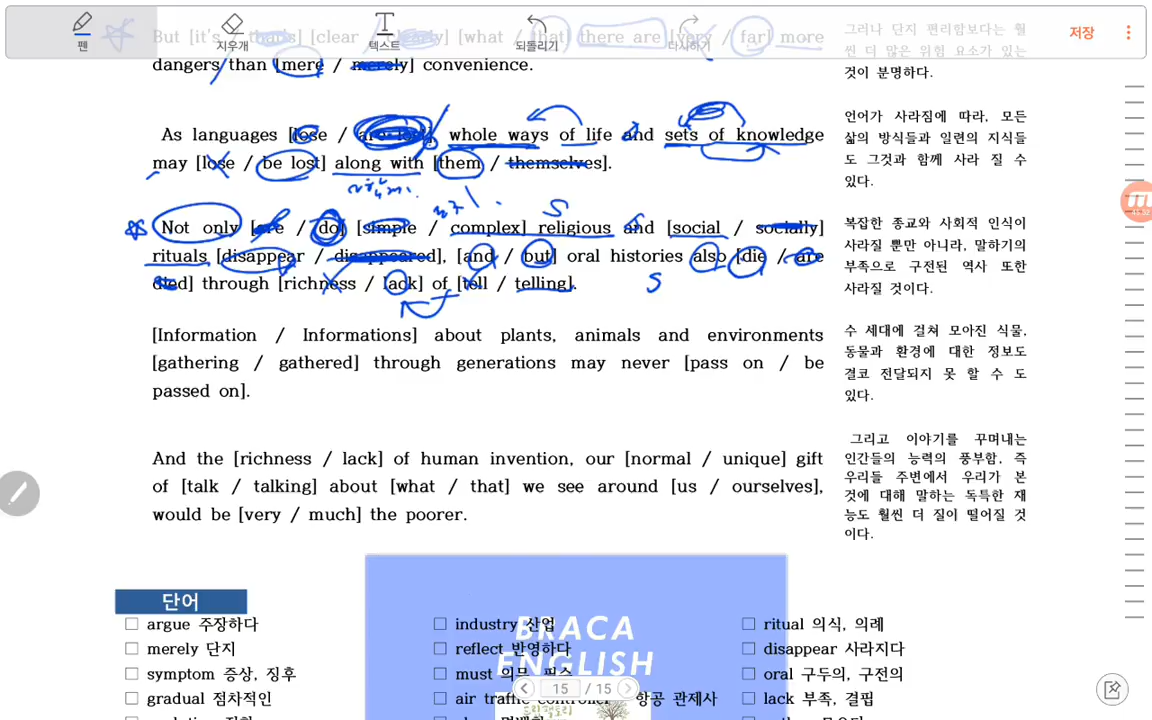 펜
지우개
텍스트
되돌리기
다시하기
저장
But [it's / that's] [clear / clearly] [what / that] there are [very / far] more
dangers than [mere / merely] convenience.
그러나 단지 편리함보다는 훨
씬 더 많은 위험 요소가 있는
것이 분명하다.
As languages [lose / are lost], whole ways of life and sets of knowledge
may [lose / be lost] along with [them / themselves].
언어가 사라짐에 따라, 모든
삶의 방식들과 일련의 지식들
도 그것과 함께 사라 질 수
있다.
Not only [are / do] [simple / complex] religious and [social / socially]
rituals [disappear / disappeared], [and / but] oral histories also [die / are
died] through [richness / lack] of [tell / telling].
S
S
S
복잡한 종교와 사회적 인식이
사라질 뿐만 아니라, 말하기의
부족으로 구전된 역사 또한
사라질 것이다.
[Information / Informations] about plants, animals and environments
[gathering / gathered] through generations may never [pass on / be
passed on].
수 세대에 걸쳐 모아진 식물,
동물과 환경에 대한 정보도
결코 전달되지 못 할 수 도
있다.
And the [richness / lack] of human invention, our [normal / unique] gift
of [talk / talking] about [what / that] we see around [us / ourselves],
would be [very / much] the poorer.
그리고 이야기를 꾸며내는
인간들의 능력의 풍부함, 즉
우리들 주변에서 우리가 본
것에 대해 말하는 독특한 재
능도 훨씬 더 질이 떨어질 것
이다.
단어
argue 주장하다
merely 단지
symptom 증상, 징후
gradual 점차적인
industry 산업
reflect 반영하다
must 의무, 필수
air traffic controller 항공 관제사
ritual 의식, 의례
disappear 사라지다
oral 구두의, 구전의
lack 부족, 결핍
BRACA
ENGLISH
15 / 15